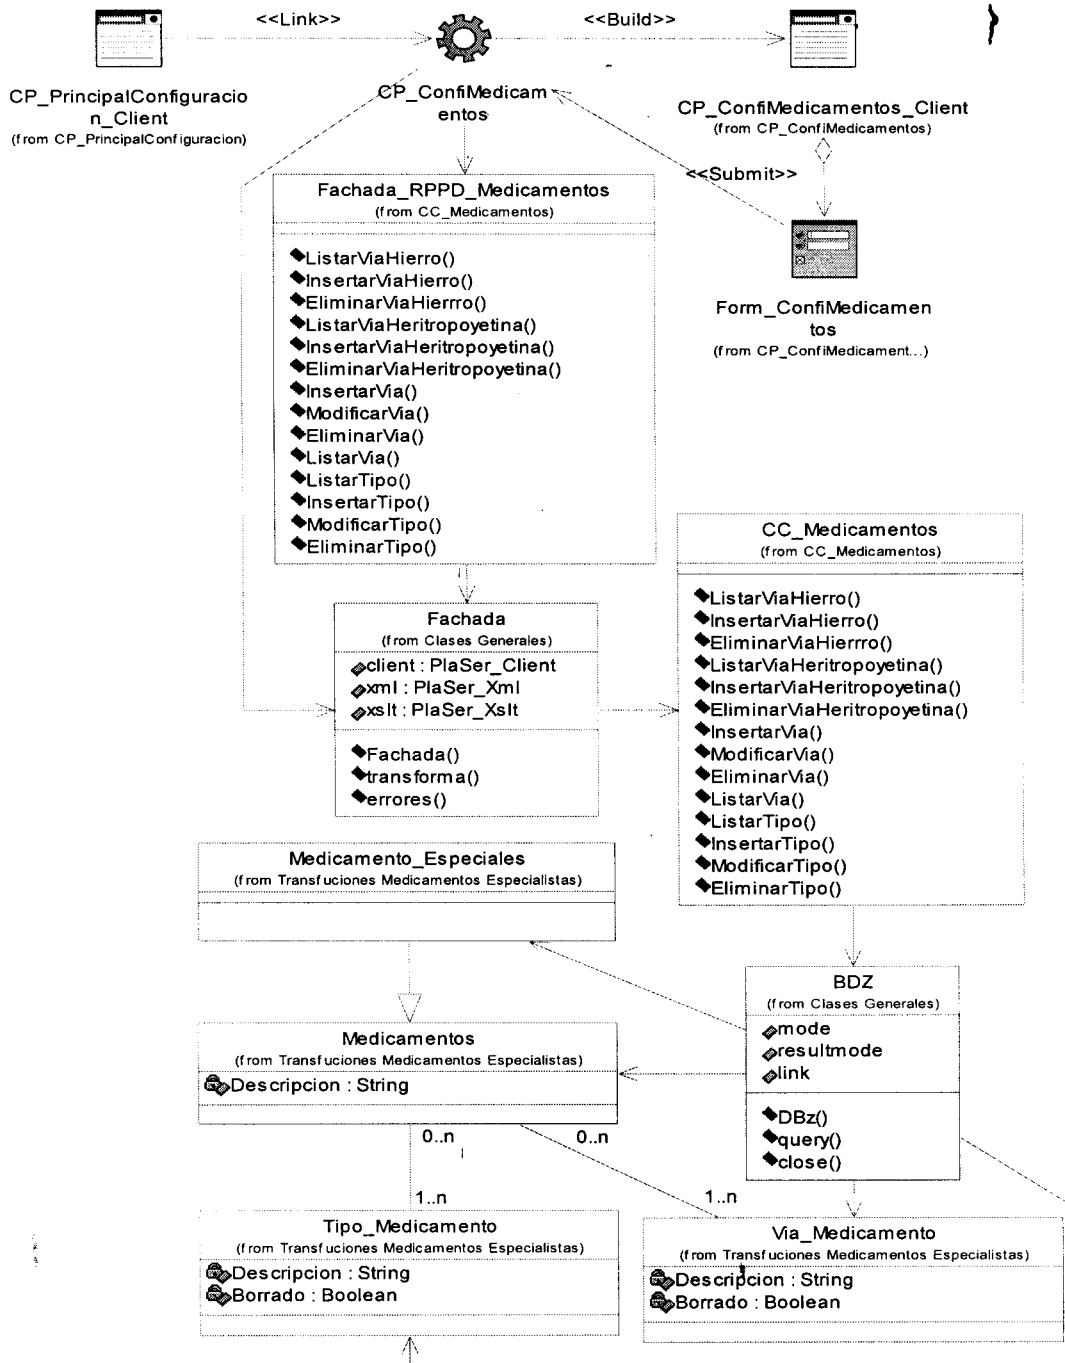 <<Link>>
<<Build>>
CP_PrincipalConfiguracio
n_Client
(from CP_PrincipalConfiguracion)
CP_ConfiMedicam
entos
CP_ConfiMedicamentos_Client
(from CP_ConfiMedicamentos)
<<Submit>>
Form_ConfiMedicamen
tos
(from CP_ConfiMedicament...)
Fachada_RPPD_Medicamentos
(from CC_Medicamentos)
ListarViaHierro()
InsertarViaHierro()
EliminarViaHierrro()
ListarViaHeritropoyetina()
InsertarViaHeritropoyetina()
EliminarViaHeritropoyetina()
InsertarVia()
ModificarVia()
EliminarVia()
ListarVia()
ListarTipo()
InsertarTipo()
ModificarTipo()
EliminarTipo()
CC_Medicamentos
(from CC_Medicamentos)
ListarViaHierro()
InsertarViaHierro()
EliminarViaHierrro()
ListarViaHeritropoyetina()
InsertarViaHeritropoyetina()
EliminarViaHeritropoyetina()
InsertarVia()
ModificarVia()
EliminarVia()
ListarVia()
ListarTipo()
InsertarTipo()
ModificarTipo()
EliminarTipo()
Fachada
(from Clases Generales)
client : PlaSer_Client
xml : PlaSer_Xml
xslt : PlaSer_Xslt
Fachada()
transforma()
errores()
Medicamento_Especiales
(from Transfuciones Medicamentos Especialistas)
BDZ
(from Clases Generales)
mode
resultmode
link
DBz()
query()
close()
Medicamentos
(from Transfuciones Medicamentos Especialistas)
Descripcion : String
0..n
0..n
1..n
1..n
Tipo_Medicamento
(from Transfuciones Medicamentos Especialistas)
Descripcion : String
Borrado : Boolean
Via_Medicamento
(from Transfuciones Medicamentos Especialistas)
Descripcion : String
Borrado : Boolean